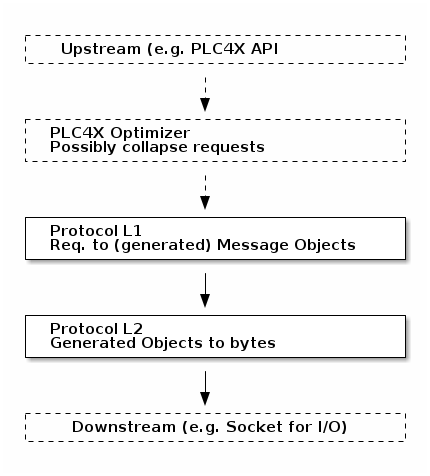 Upstream (e.g. PLC4X API
PLC4X Optimizer
Possibly collapse requests
Protocol L1
Req. to (generated) Message Objects
Protocol L2
Generated Objects to bytes
Downstream (e.g. Socket for I/O)